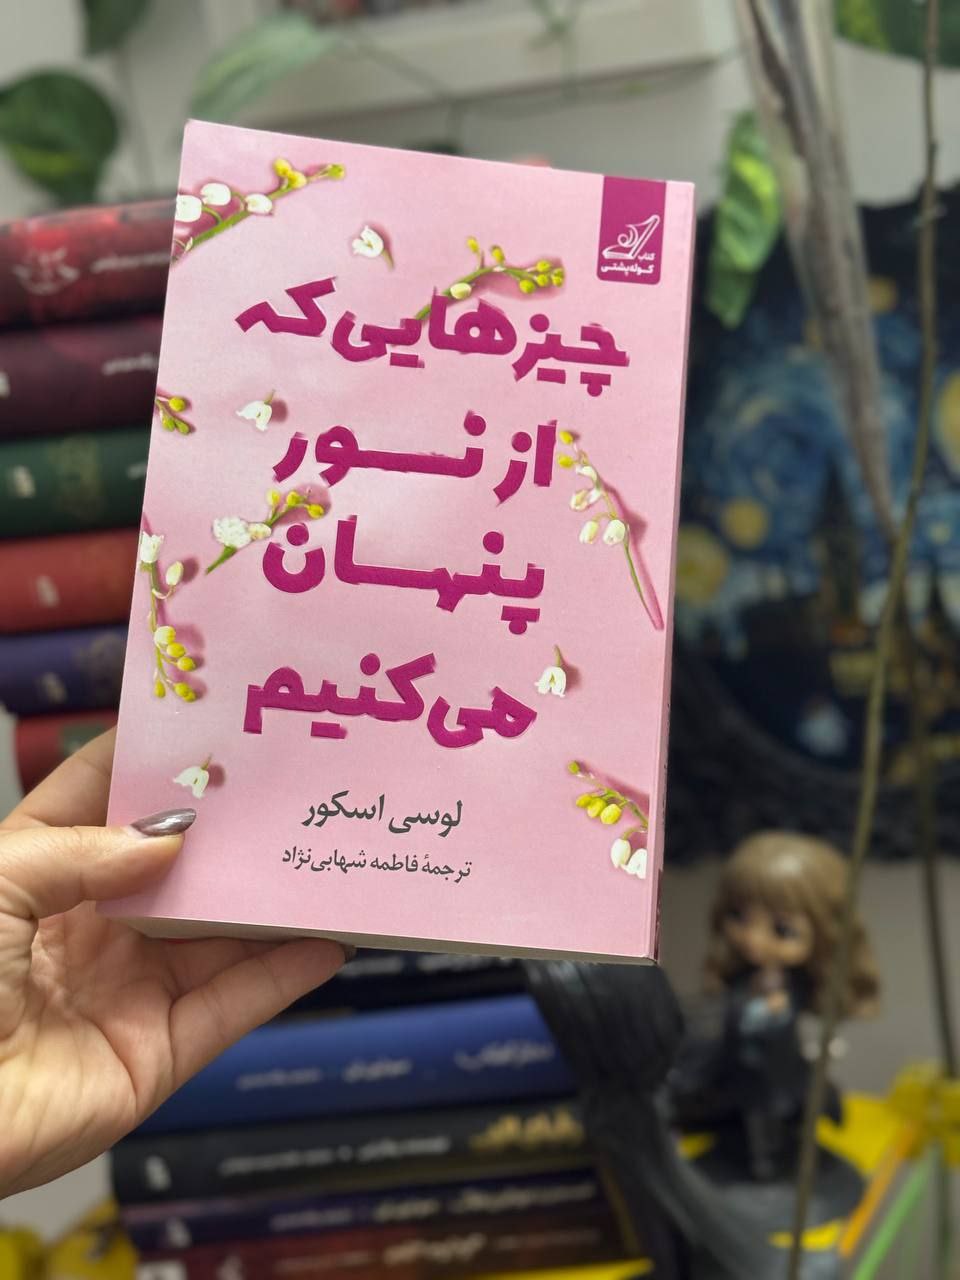 کتاب
کوله‌پشتی
چیزهایی که
از نور
پنهان
می‌کنیم
لوسی اسکور
ترجمهٔ فاطمه شهابی‌نژاد